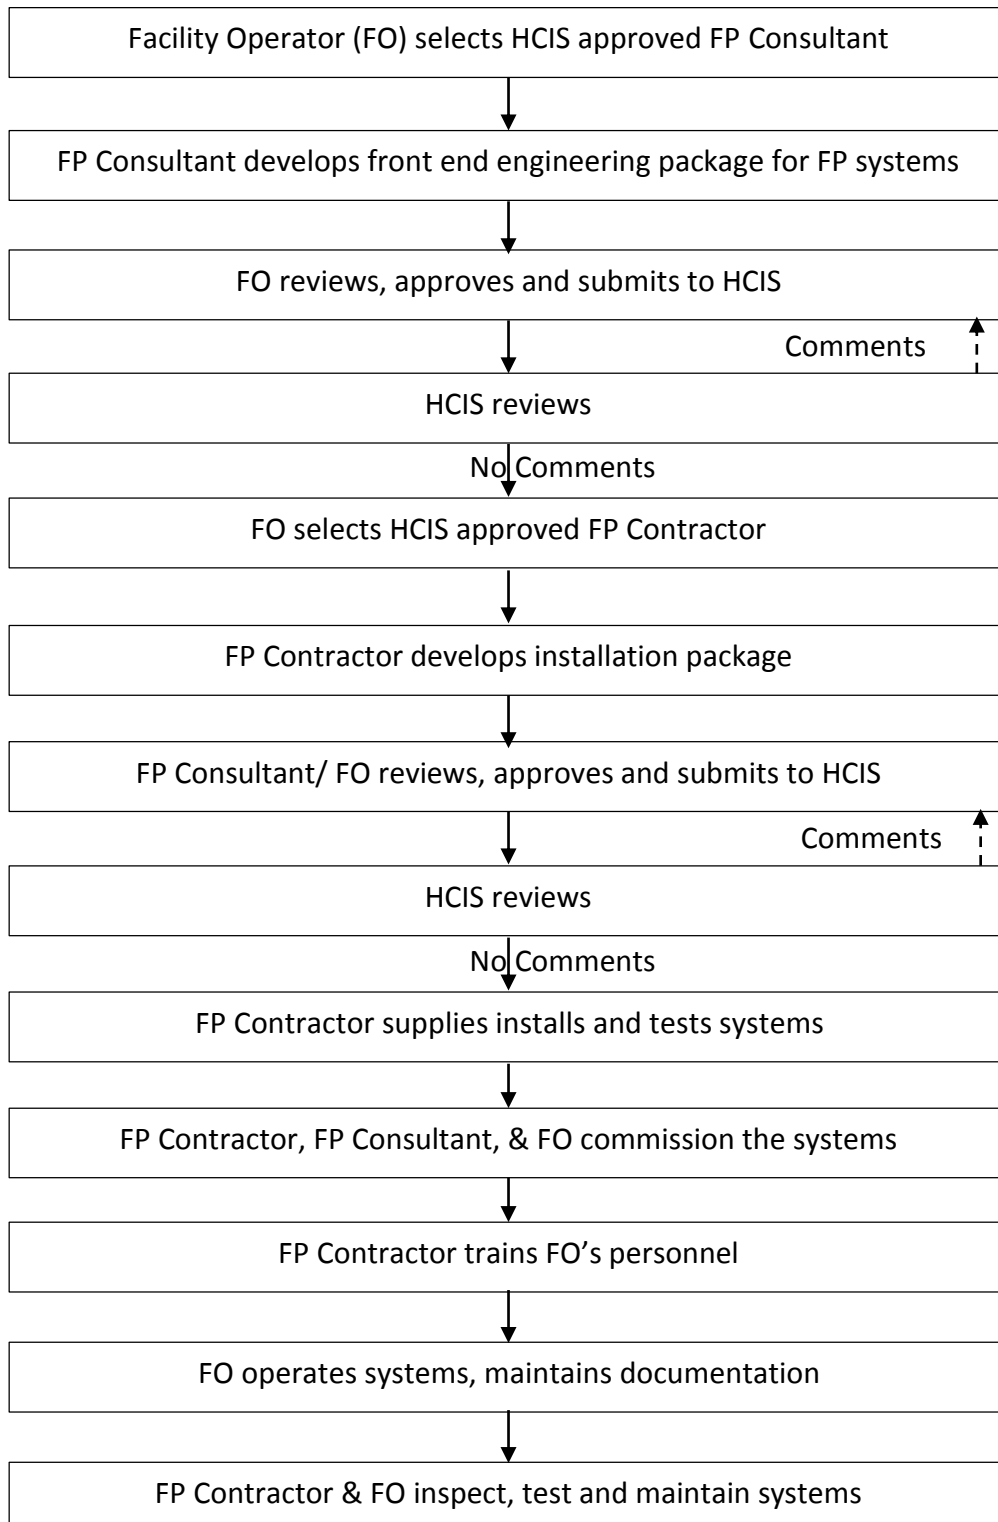 Facility Operator (FO) selects HCIS approved FP Consultant
FP Consultant develops front end engineering package for FP systems
FO reviews, approves and submits to HCIS
Comments
HCIS reviews
No Comments
FO selects HCIS approved FP Contractor
FP Contractor develops installation package
FP Consultant/ FO reviews, approves and submits to HCIS
Comments
HCIS reviews
No Comments
FP Contractor supplies installs and tests systems
FP Contractor, FP Consultant, & FO commission the systems
FP Contractor trains FO’s personnel
FO operates systems, maintains documentation
FP Contractor & FO inspect, test and maintain systems